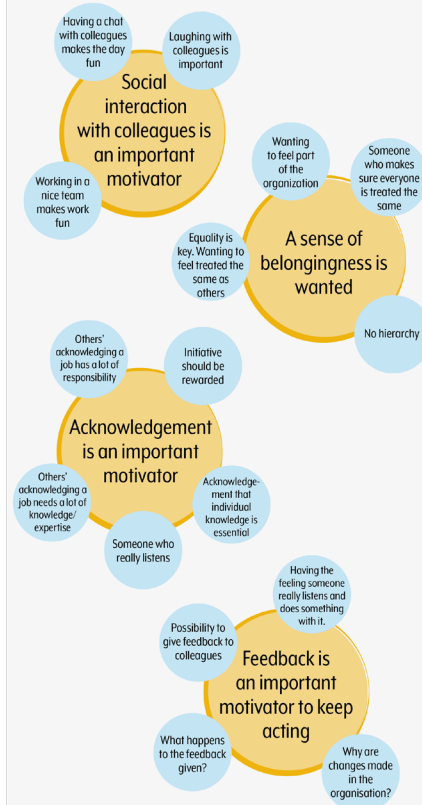 Having a chat
with colleagues
makes the day
fun
Laughing with
colleagues is
important
Social
interaction
with colleagues is
an important
motivator
Working in a
nice team
makes work
fun
Wanting
to feel part
of the
organization
Someone
who makes
sure everyone
is treated the
same
Equality is
key. Wanting to
feel treated the
same as
others
A sense of
belongingness is
wanted
No hierarchy
Others'
acknowledging a
job has a lot of
responsibility
Initiative
should be
rewarded
Acknowledgement
is an important
motivator
Others'
acknowledging a
job needs a lot of
knowledge/
expertise
Acknowledge-
ment that
individual
knowledge is
essential
Someone who
really listens
Having the
feeling someone
really listens and
does something
with it.
Possibility to
give feedback to
colleagues
Feedback is
an important
motivator to keep
acting
What happens
to the feedback
given?
Why are
changes made
in the
organisation?